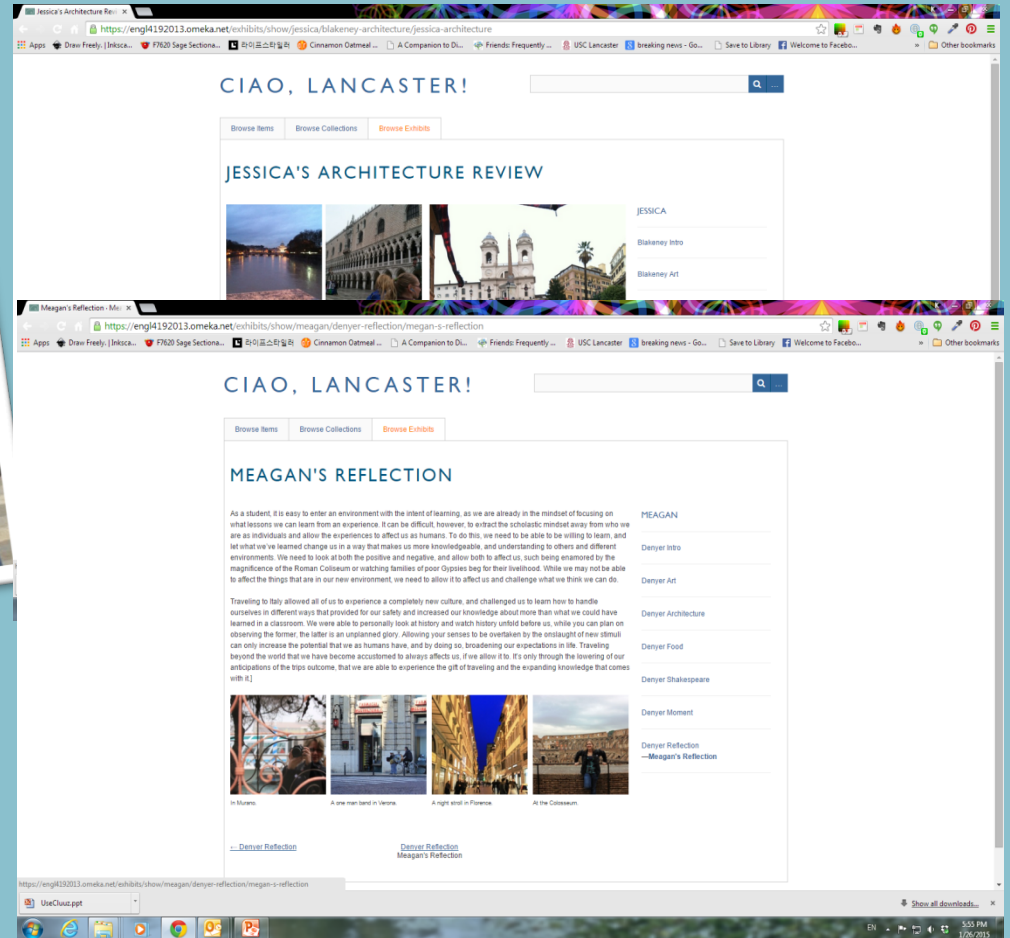 Jessica's Architecture Rev
https://engl4192013.omeka.net/exhibits/show/jessica/blakeney-architecture/jessica-architecture
Apps Draw Freely. | Inksca... F7620 Sage Sectiona... 라이프스타일러 Cinnamon Oatmeal ... A Companion to Di... Friends: Frequently ... USC Lancaster breaking news - Go... Save to Library Welcome to Facebo... » Other bookmarks
CIAO, LANCASTER!
...
Browse Items Browse Collections Browse Exhibits
JESSICA'S ARCHITECTURE REVIEW
JESSICA
Blakeney Intro
Blakeney Art
Meagan's Reflection · Mea
https://engl4192013.omeka.net/exhibits/show/meagan/denyer-reflection/megan-s-reflection
Apps Draw Freely. | Inksca... F7620 Sage Sectiona... 라이프스타일러 Cinnamon Oatmeal ... A Companion to Di... Friends: Frequently ... USC Lancaster breaking news - Go... Save to Library Welcome to Facebo... » Other bookmarks
CIAO, LANCASTER!
...
Browse Items Browse Collections Browse Exhibits
MEAGAN'S REFLECTION
As a student, it is easy to enter an environment with the intent of learning, as we are already in the mindset of focusing on
what lessons we can learn from an experience. It can be difficult, however, to extract the scholastic mindset away from who we
are as individuals and allow the experiences to affect us as humans. To do this, we need to be able to be willing to learn, and
let what we've learned change us in a way that makes us more knowledgeable, and understanding to others and different
environments. We need to look at both the positive and negative, and allow both to affect us, such being enamored by the
magnificence of the Roman Coliseum or watching families of poor Gypsies beg for their livelihood. While we may not be able
to affect the things that are in our new environment, we need to allow it to affect us and challenge what we think we can do.
Traveling to Italy allowed all of us to experience a completely new culture, and challenged us to learn how to handle
ourselves in different ways that provided for our safety and increased our knowledge about more than what we could have
learned in a classroom. We were able to personally look at history and watch history unfold before us, while you can plan on
observing the former, the latter is an unplanned glory. Allowing your senses to be overtaken by the onslaught of new stimuli
can only increase the potential that we as humans have, and by doing so, broadening our expectations in life. Traveling
beyond the world that we have become accustomed to always affects us, if we allow it to. It's only through the lowering of our
anticipations of the trips outcome, that we are able to experience the gift of traveling and the expanding knowledge that comes
with it.]
MEAGAN
Denyer Intro
Denyer Art
Denyer Architecture
Denyer Food
Denyer Shakespeare
Denyer Moment
Denyer Reflection
—Meagan's Reflection
In Murano. A one man band in Verona. A night stroll in Florence. At the Colosseum.
← Denyer Reflection Denyer Reflection
Meagan's Reflection
https://engl4192013.omeka.net/exhibits/show/meagan/denyer-reflection/megan-s-reflection
UseCluuz.ppt Show all downloads...
EN 5:55 PM
1/26/2015